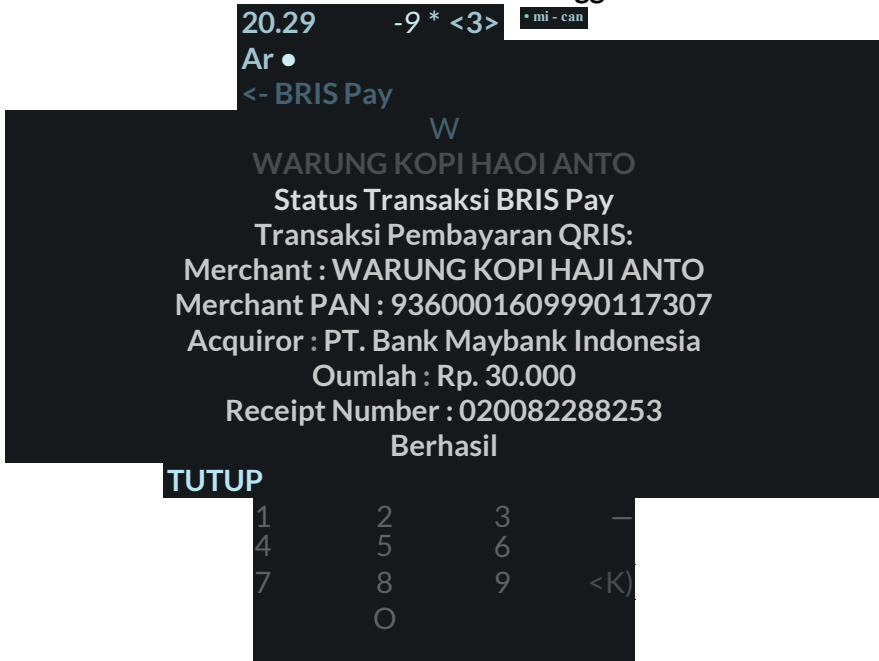 20.29 -9 * <3> • mi - can
Ar ●
<- BRIS Pay
W
WARUNG KOPI HAOI ANTO
Status Transaksi BRIS Pay
Transaksi Pembayaran QRIS:
Merchant : WARUNG KOPI HAJI ANTO
Merchant PAN : 9360001609990117307
Acquiror : PT. Bank Maybank Indonesia
Oumlah : Rp. 30.000
Receipt Number : 020082288253
Berhasil
TUTUP
1 2 3 —
4 5 6
7 8 9 <K)
O